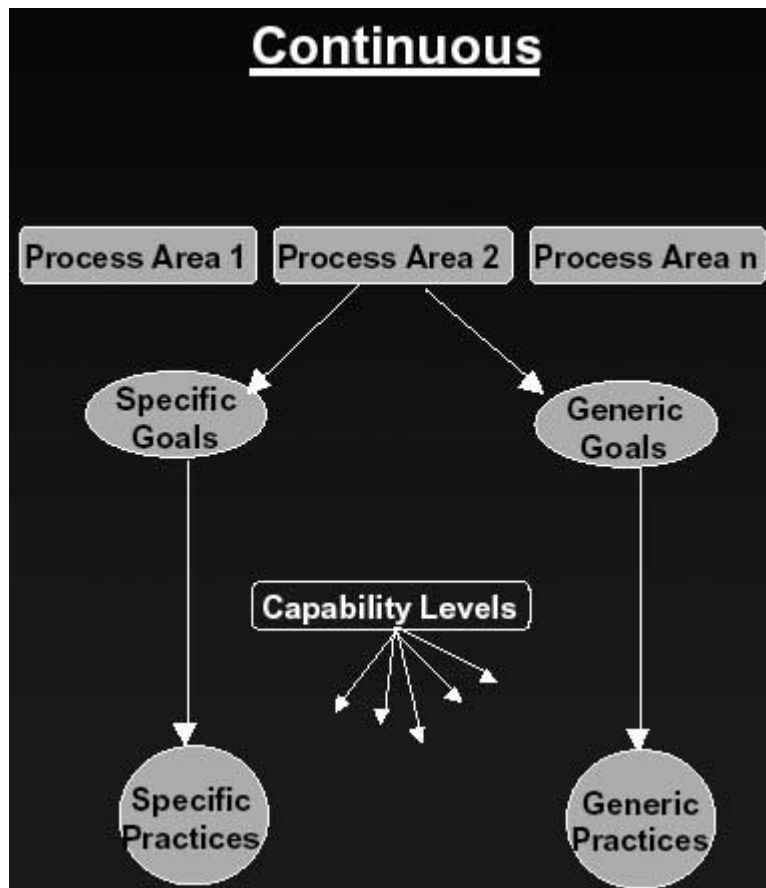 Continuous
Process Area 1
Process Area 2
Process Area n
Specific
Goals
Generic
Goals
Capability Levels
Specific
Practices
Generic
Practices